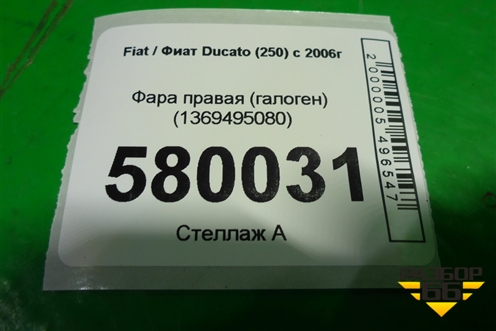 Fiat / Фиат Ducato (250) с 2006г
Фара правая (галоген)
(1369495080)
580031
Стеллаж А
2000005496547
РАЗБОР
66